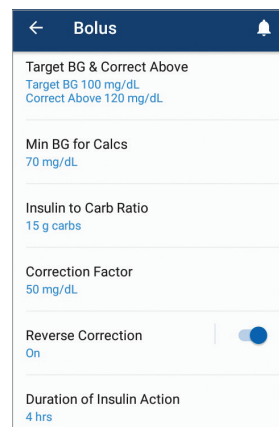 Bolus
Target BG & Correct Above
Target BG 100 mg/dL
Correct Above 120 mg/dL
Min BG for Calcs
70 mg/dL
Insulin to Carb Ratio
15 g carbs
Correction Factor
50 mg/dL
Reverse Correction
On
Duration of Insulin Action
4 hrs